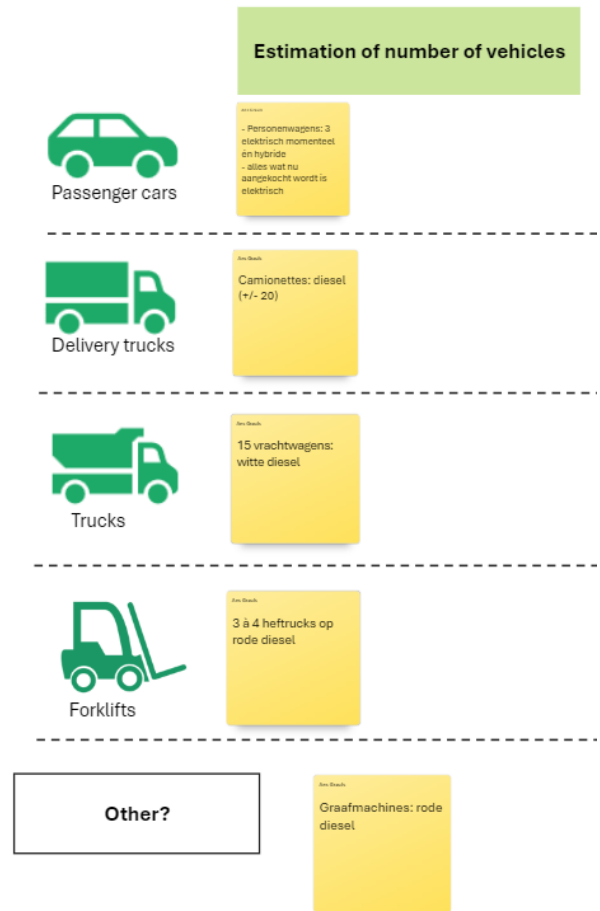 Estimation of number of vehicles
- Personenwagens: 3
elektrisch momenteel
én hybride
- alles wat nu
aangekocht wordt is
elektrisch
Passenger cars
Camionettes: diesel
(+/- 20)
Delivery trucks
15 vrachtwagens:
witte diesel
Trucks
3 à 4 heftrucks op
rode diesel
Forklifts
Other?
Graafmachines: rode
diesel